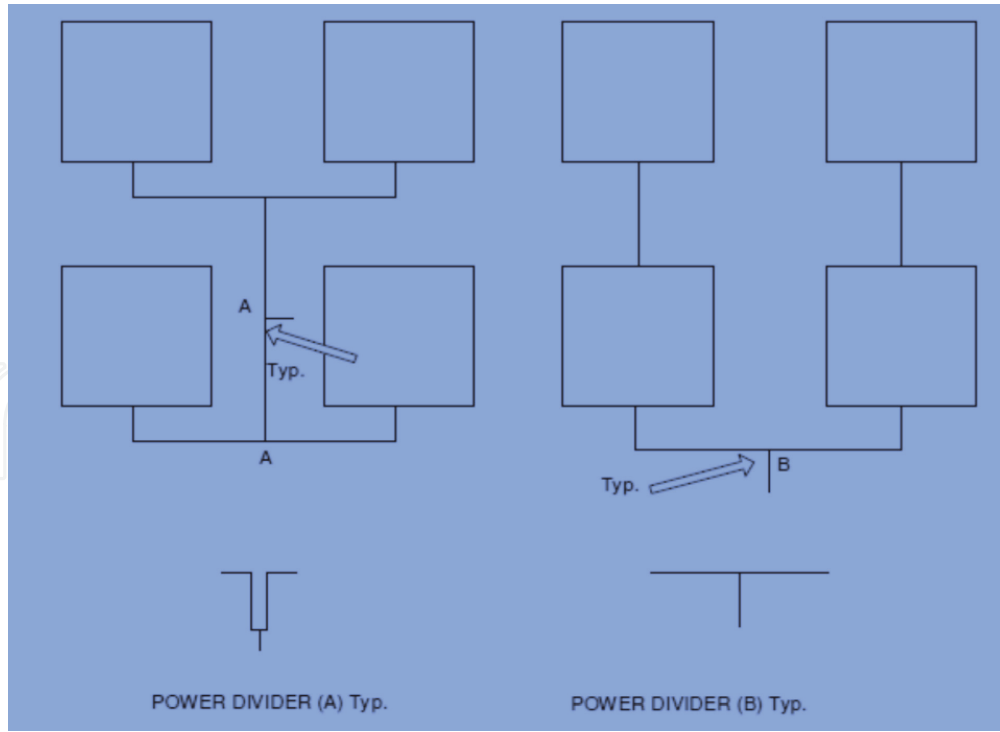 A
Typ.
A
B
Typ.
POWER DIVIDER (A) Typ.
POWER DIVIDER (B) Typ.